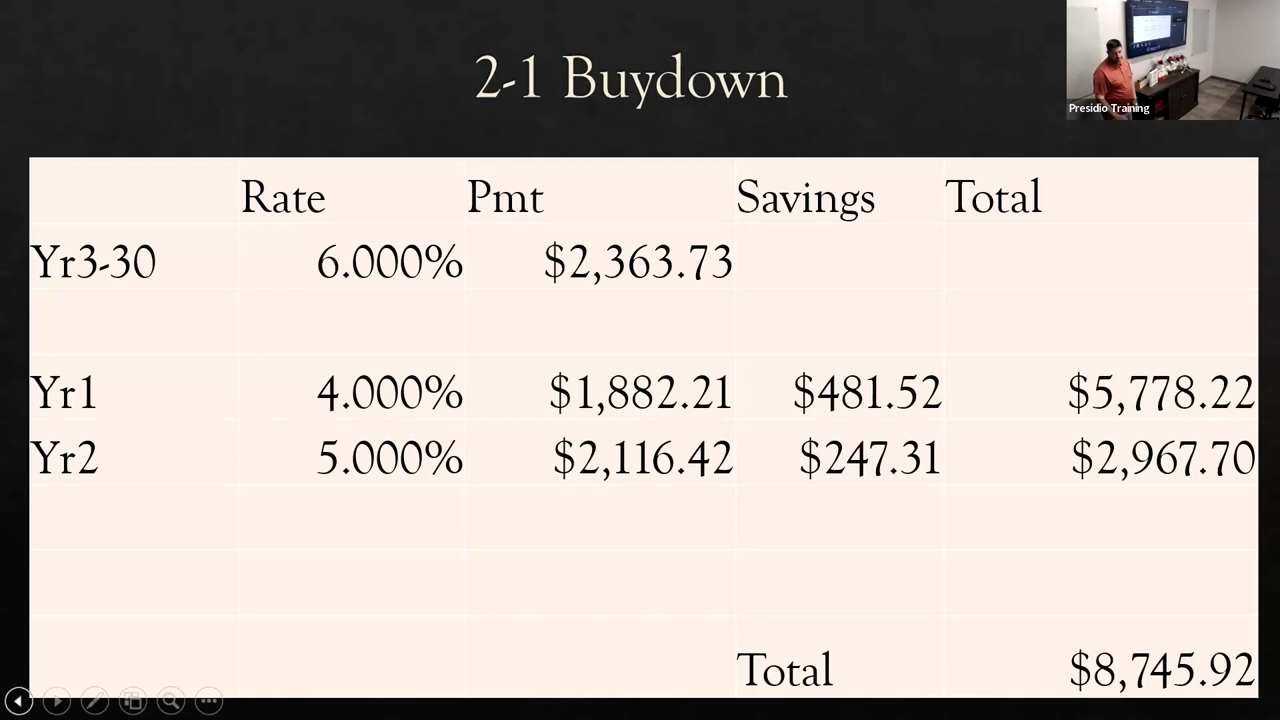 2-1 Buydown
Presidio Training
Rate Pmt Savings Total
Yr3-30 6.000% $2,363.73
Yr1 4.000% $1,882.21 $481.52 $5,778.22
Yr2 5.000% $2,116.42 $247.31 $2,967.70
Total $8,745.92